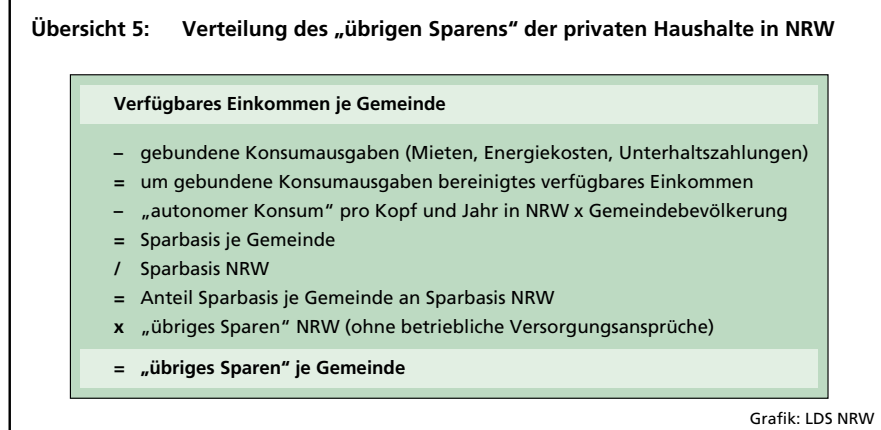 Übersicht 5: Verteilung des „übrigen Sparens“ der privaten Haushalte in NRW
Verfügbares Einkommen je Gemeinde
– gebundene Konsumausgaben (Mieten, Energiekosten, Unterhaltszahlungen)
= um gebundene Konsumausgaben bereinigtes verfügbares Einkommen
– „autonomer Konsum“ pro Kopf und Jahr in NRW x Gemeindebevölkerung
= Sparbasis je Gemeinde
/ Sparbasis NRW
= Anteil Sparbasis je Gemeinde an Sparbasis NRW
x „übriges Sparen“ NRW (ohne betriebliche Versorgungsansprüche)
= „übriges Sparen“ je Gemeinde
Grafik: LDS NRW